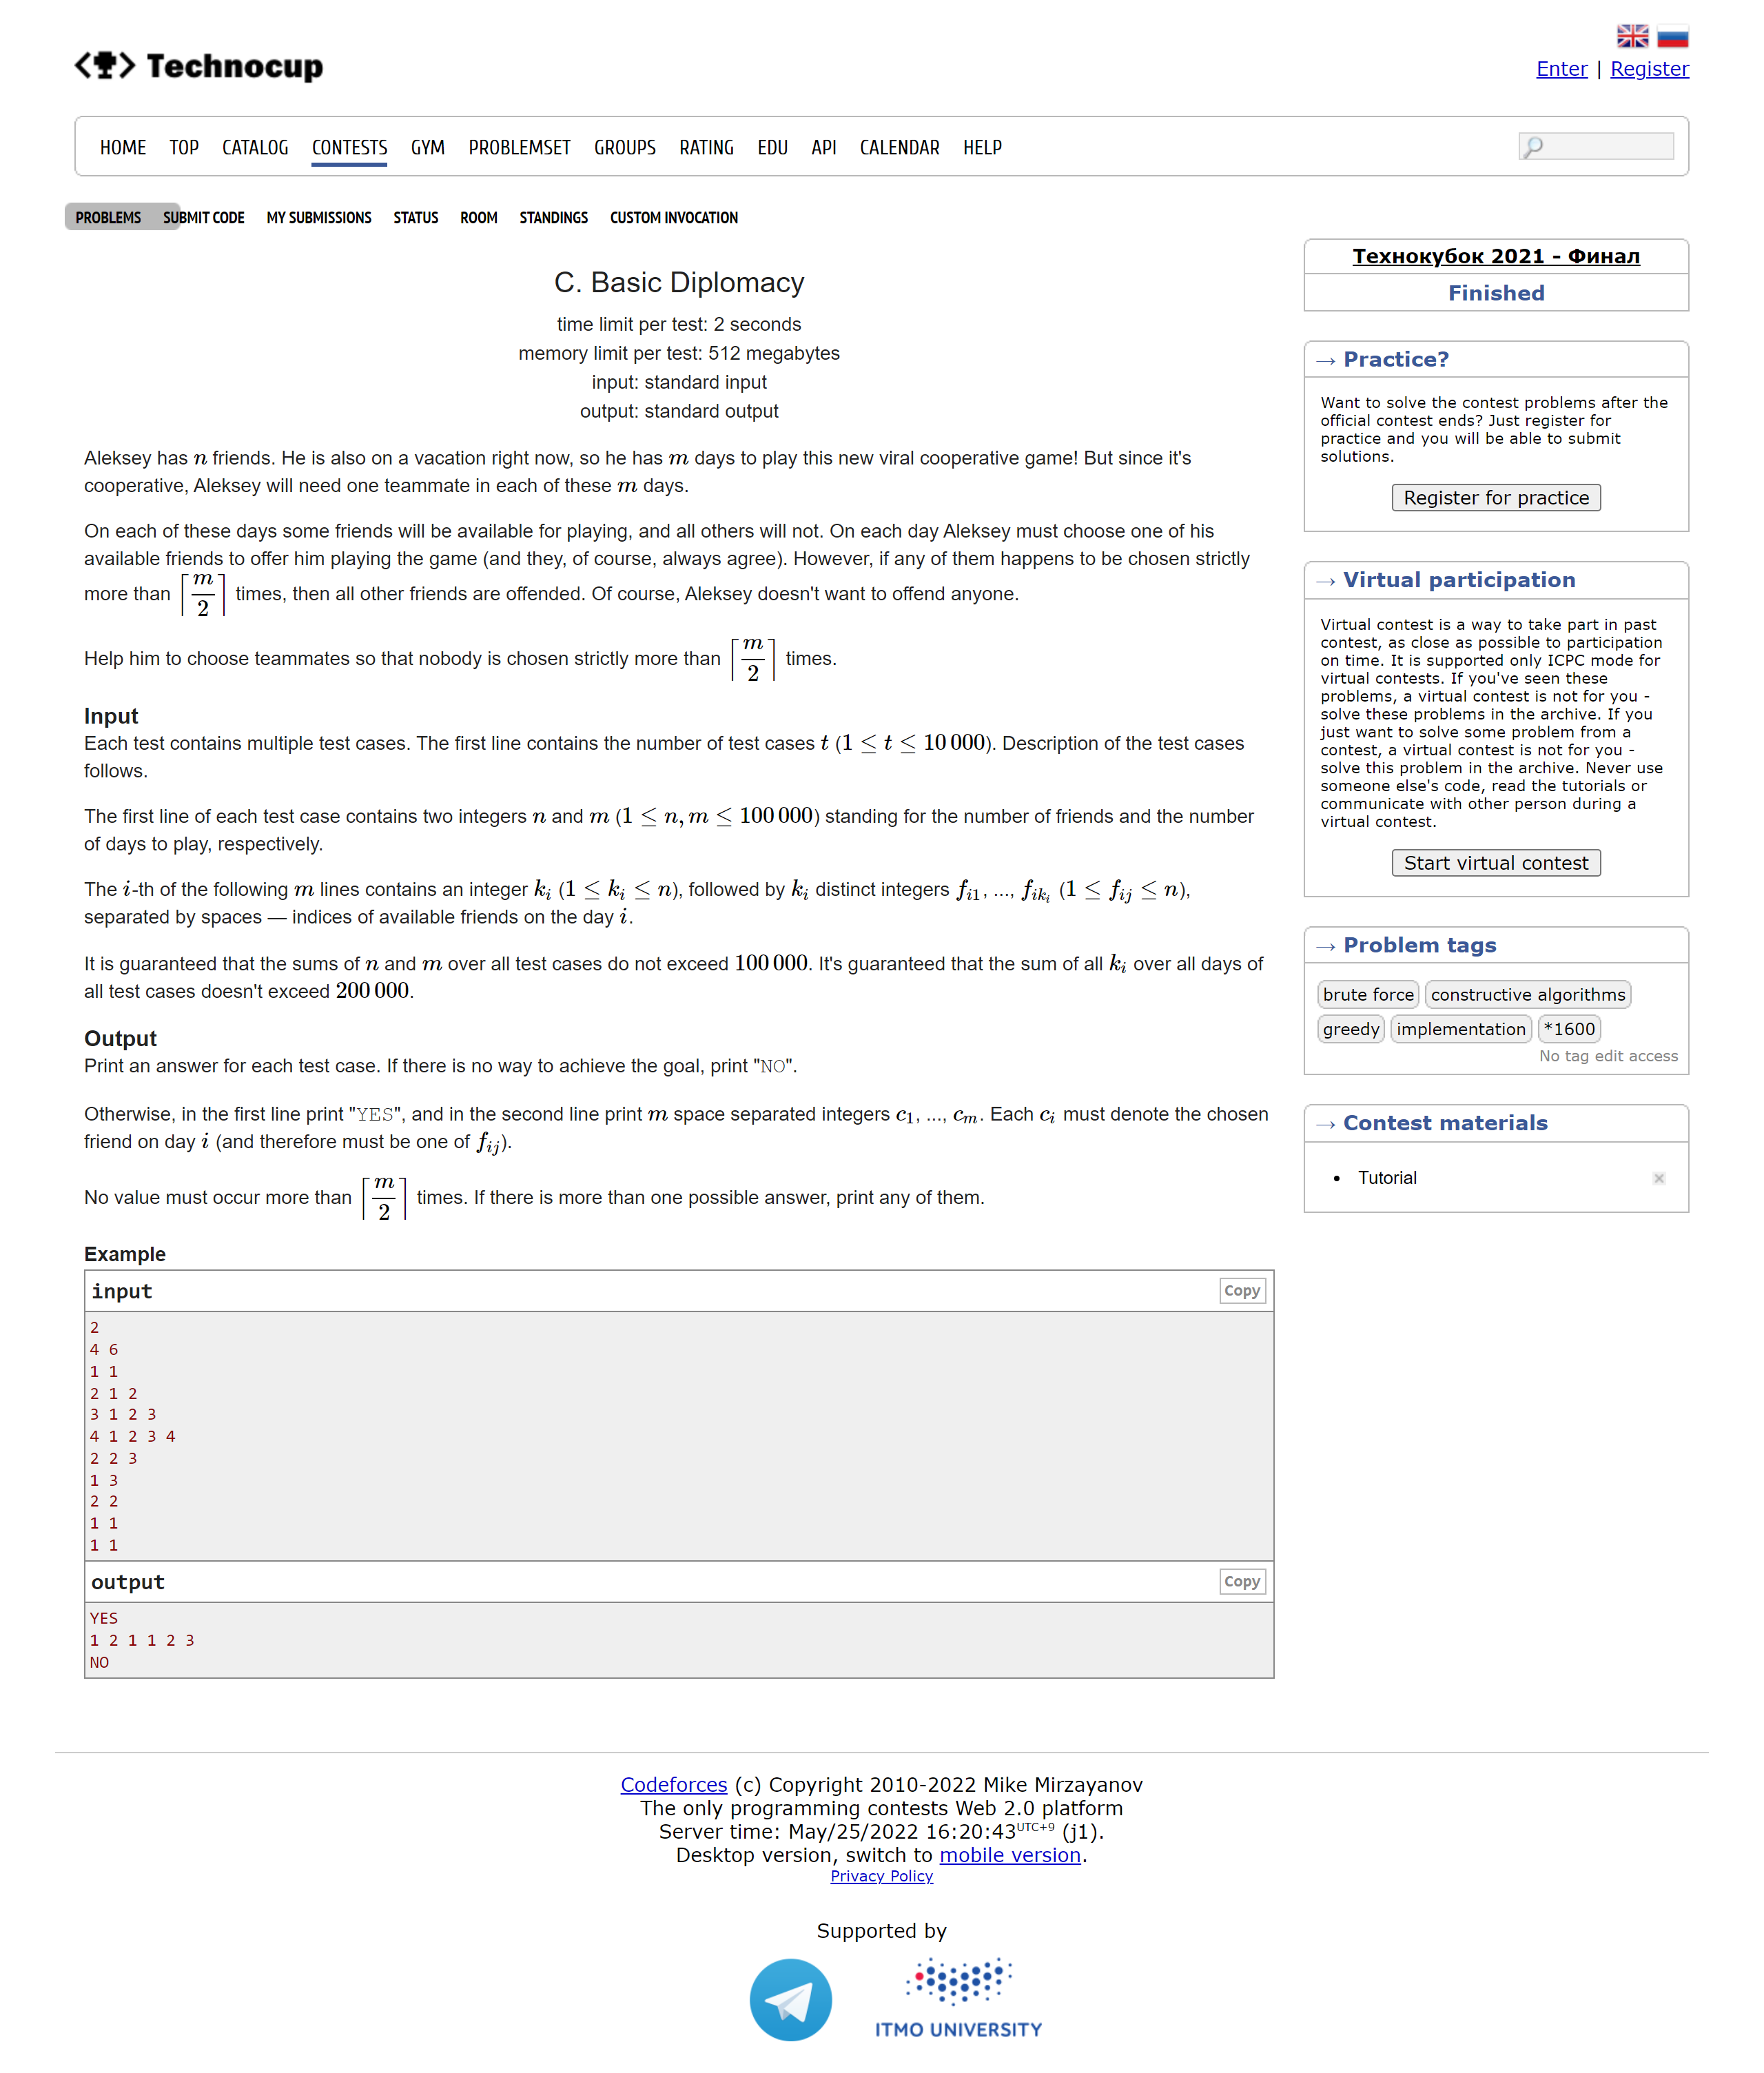 Technocup
Enter | Register
HOME TOP CATALOG CONTESTS GYM PROBLEMSET GROUPS RATING EDU API CALENDAR HELP
PROBLEMS SUBMIT CODE MY SUBMISSIONS STATUS ROOM STANDINGS CUSTOM INVOCATION
C. Basic Diplomacy
time limit per test: 2 seconds
memory limit per test: 512 megabytes
input: standard input
output: standard output
Aleksey has n friends. He is also on a vacation right now, so he has m days to play this new viral cooperative game! But since it's
cooperative, Aleksey will need one teammate in each of these m days.
On each of these days some friends will be available for playing, and all others will not. On each day Aleksey must choose one of his
available friends to offer him playing the game (and they, of course, always agree). However, if any of them happens to be chosen strictly
more than ⌈m/2⌉ times, then all other friends are offended. Of course, Aleksey doesn't want to offend anyone.
Help him to choose teammates so that nobody is chosen strictly more than ⌈m/2⌉ times.
Input
Each test contains multiple test cases. The first line contains the number of test cases t (1 ≤ t ≤ 10 000). Description of the test cases
follows.
The first line of each test case contains two integers n and m (1 ≤ n, m ≤ 100 000) standing for the number of friends and the number
of days to play, respectively.
The i-th of the following m lines contains an integer k_i (1 ≤ k_i ≤ n), followed by k_i distinct integers f_{i1}, ..., f_{ik_i} (1 ≤ f_{ij} ≤ n),
separated by spaces — indices of available friends on the day i.
It is guaranteed that the sums of n and m over all test cases do not exceed 100 000. It's guaranteed that the sum of all k_i over all days of
all test cases doesn't exceed 200 000.
Output
Print an answer for each test case. If there is no way to achieve the goal, print "NO".
Otherwise, in the first line print "YES", and in the second line print m space separated integers c_1, ..., c_m. Each c_i must denote the chosen
friend on day i (and therefore must be one of f_{ij}).
No value must occur more than ⌈m/2⌉ times. If there is more than one possible answer, print any of them.
Example
input
Copy
2
4 6
1 1
2 1 2
3 1 2 3
4 1 2 3 4
2 2 3
1 3
2 2
1 1
1 1
output
Copy
YES
1 2 1 1 2 3
NO
Технокубок 2021 - Финал
Finished
→ Practice?
Want to solve the contest problems after the
official contest ends? Just register for
practice and you will be able to submit
solutions.
Register for practice
→ Virtual participation
Virtual contest is a way to take part in past
contest, as close as possible to participation
on time. It is supported only ICPC mode for
virtual contests. If you've seen these
problems, a virtual contest is not for you -
solve these problems in the archive. If you
just want to solve some problem from a
contest, a virtual contest is not for you -
solve this problem in the archive. Never use
someone else's code, read the tutorials or
communicate with other person during a
virtual contest.
Start virtual contest
→ Problem tags
brute force constructive algorithms
greedy implementation *1600
No tag edit access
→ Contest materials
Tutorial
Codeforces (c) Copyright 2010-2022 Mike Mirzayanov
The only programming contests Web 2.0 platform
Server time: May/25/2022 16:20:43 UTC+9 (j1).
Desktop version, switch to mobile version.
Privacy Policy
Supported by
ITMO UNIVERSITY